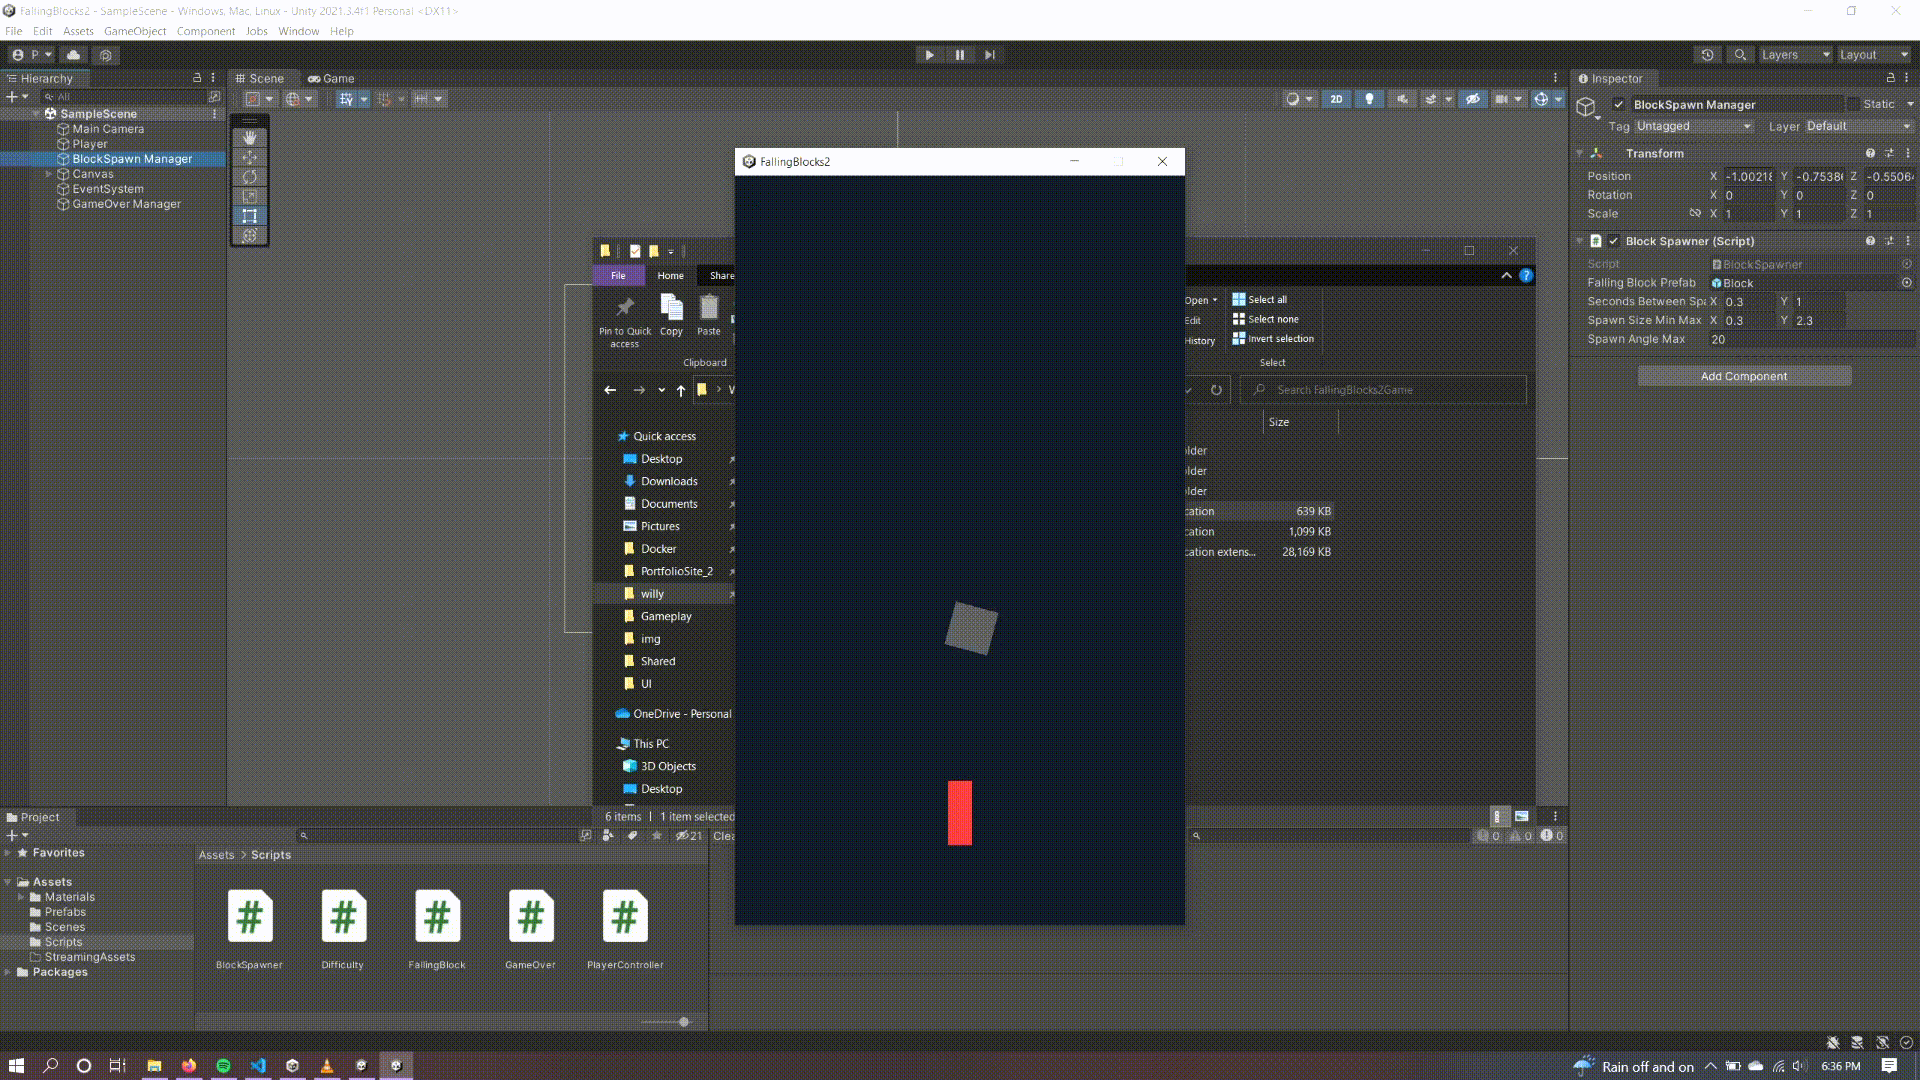 FallingBlocks2 - SampleScene - Windows, Mac, Linux - Unity 2021.3.4f1 Personal <DX11>
File Edit Assets GameObject Component Jobs Window Help
P
Layers
Layout
Hierarchy
All
SampleScene
Main Camera
Player
BlockSpawn Manager
Canvas
EventSystem
GameOver Manager
Scene
Game
2D
FallingBlocks2
File
Home
Share
Pin to Quick access
Copy
Paste
Clipboard
Open
Edit
History
Select all
Select none
Invert selection
Select
Search FallingBlocks2Game
Size
Quick access
Desktop
Downloads
Documents
Pictures
Docker
PortfolioSite_2
willy
Gameplay
img
Shared
UI
OneDrive - Personal
This PC
3D Objects
Desktop
lder
lder
lder
cation 639 KB
cation 1,099 KB
cation extens... 28,169 KB
6 items
1 item selected
Inspector
BlockSpawn Manager
Static
Tag Untagged
Layer Default
Transform
Position X -1.00218 Y -0.75386 Z -0.55064
Rotation X 0 Y 0 Z 0
Scale X 1 Y 1 Z 1
Block Spawner (Script)
Script BlockSpawner
Falling Block Prefab Block
Seconds Between Spa X 0.3 Y 1
Spawn Size Min Max X 0.3 Y 2.3
Spawn Angle Max 20
Add Component
Project
21
Clea
0 0 0
Favorites
Assets
Materials
Prefabs
Scenes
Scripts
StreamingAssets
Packages
Assets > Scripts
BlockSpawner
Difficulty
FallingBlock
GameOver
PlayerController
Rain off and on
6:36 PM